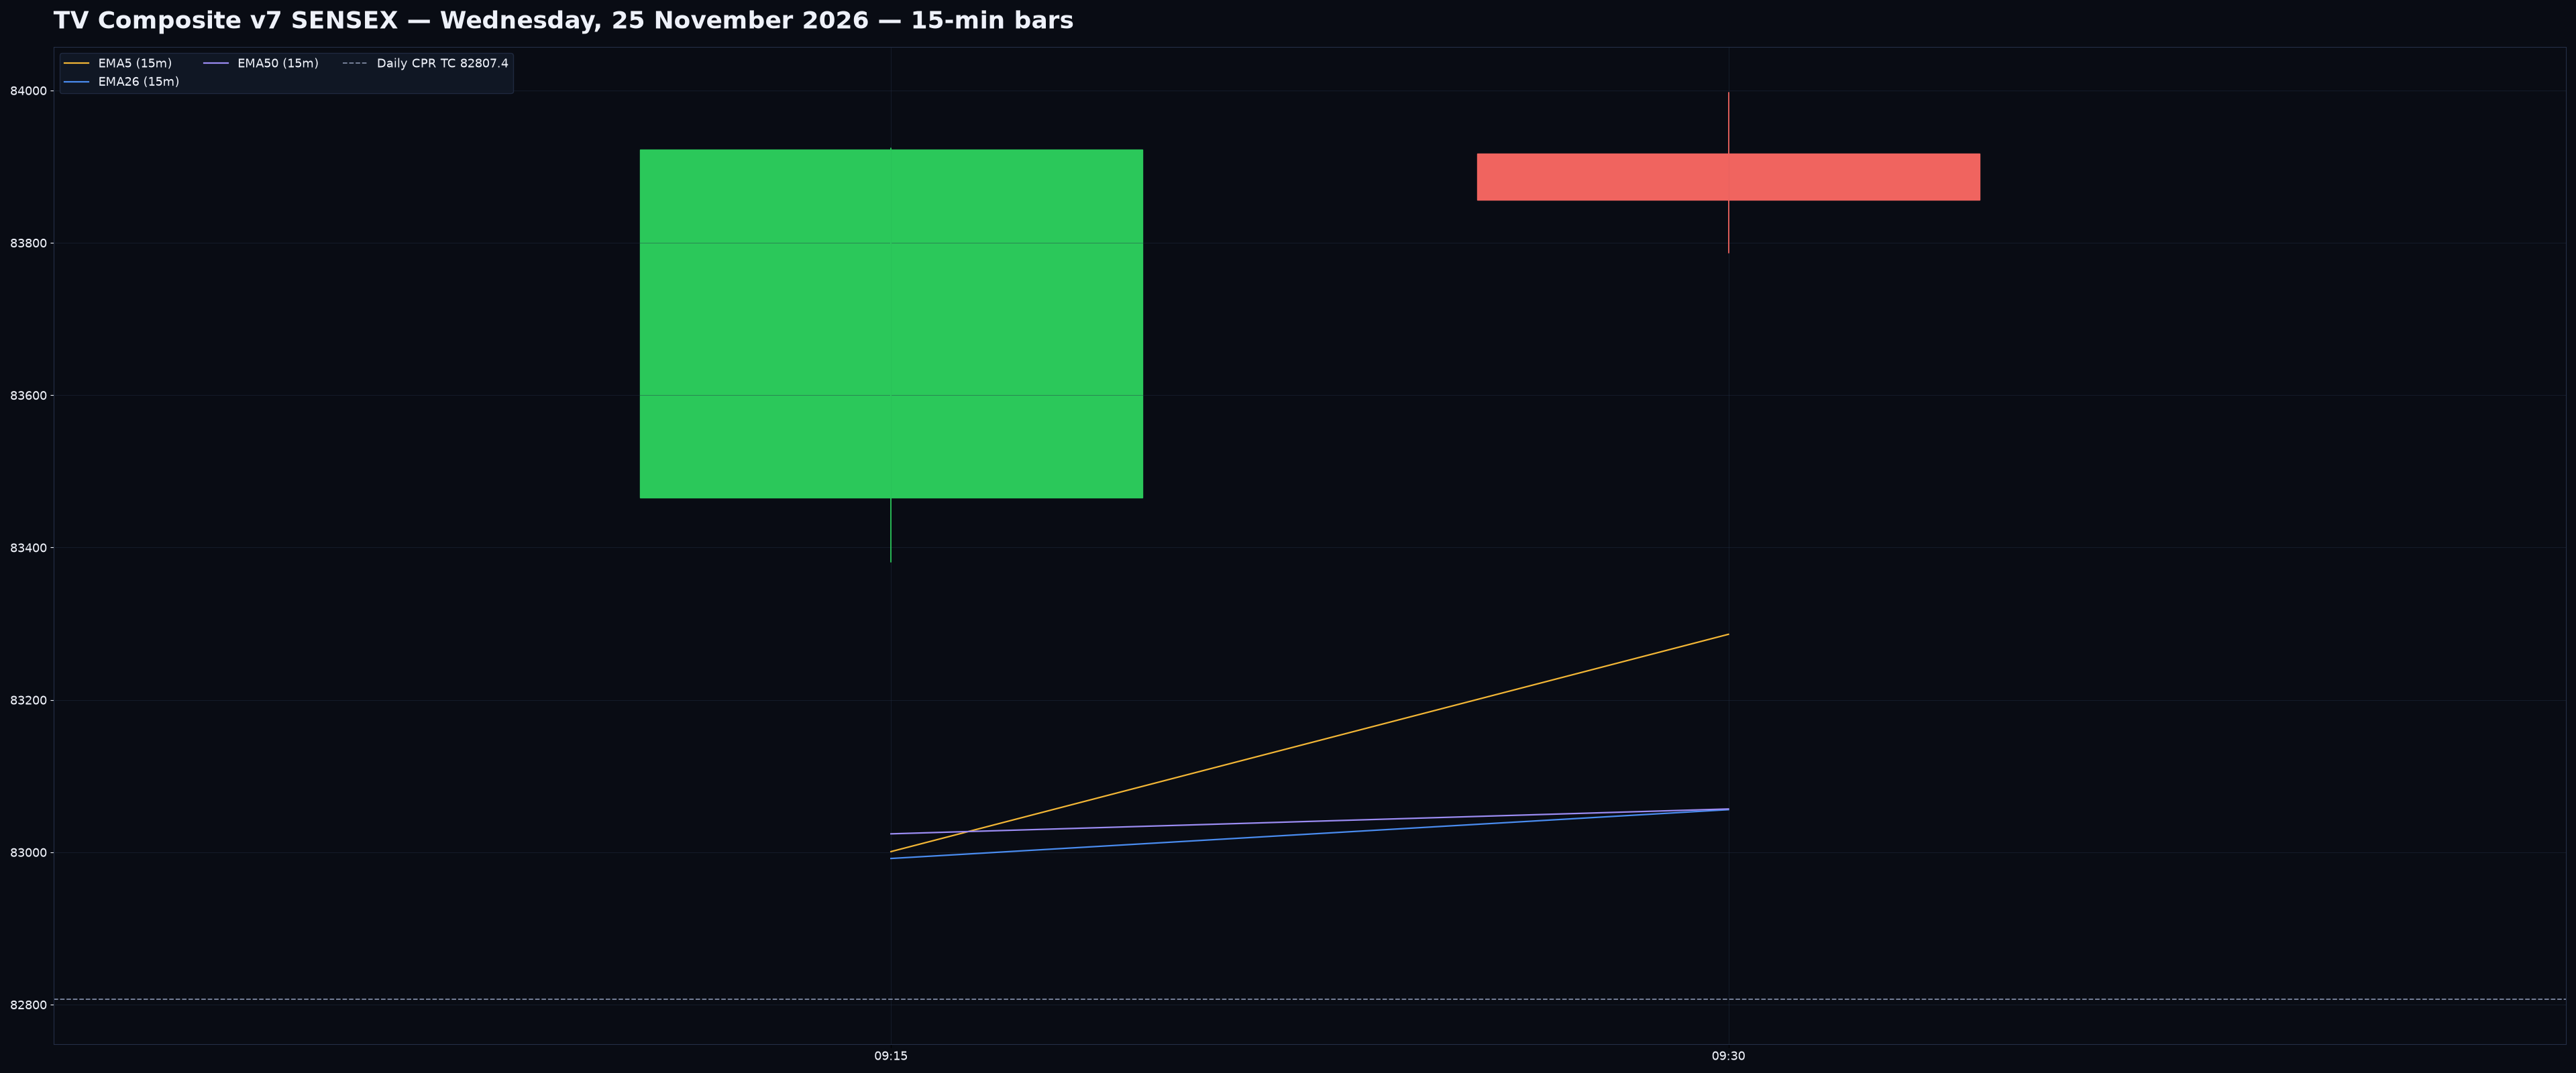 TV Composite v7 SENSEX — Wednesday, 25 November 2026 — 15-min bars
EMA5 (15m)
EMA26 (15m)
EMA50 (15m)
Daily CPR TC 82807.4
84000
83800
83600
83400
83200
83000
82800
09:15
09:30